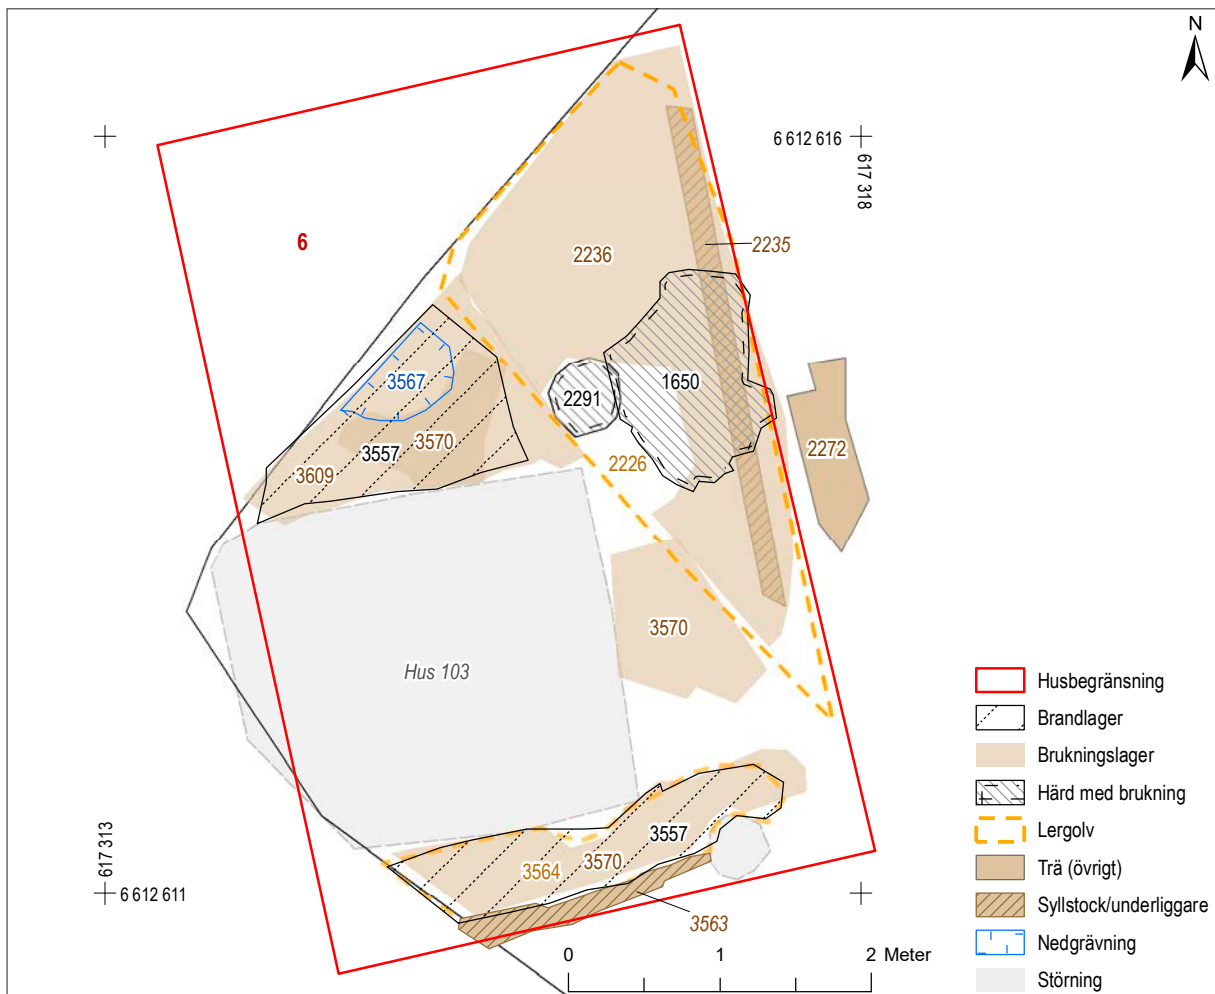 N
6 612 616
617 318
6
2236
2235
3567
2291
1650
3557
3570
3609
2226
2272
3570
Hus 103
3557
3570
3564
3563
617 313
6 612 611
0
1
2 Meter
Husbegränsning
Brandlager
Brukningslager
Härd med brukning
Lergolv
Trä (övrigt)
Syllstock/underliggare
Nedgrävning
Störning